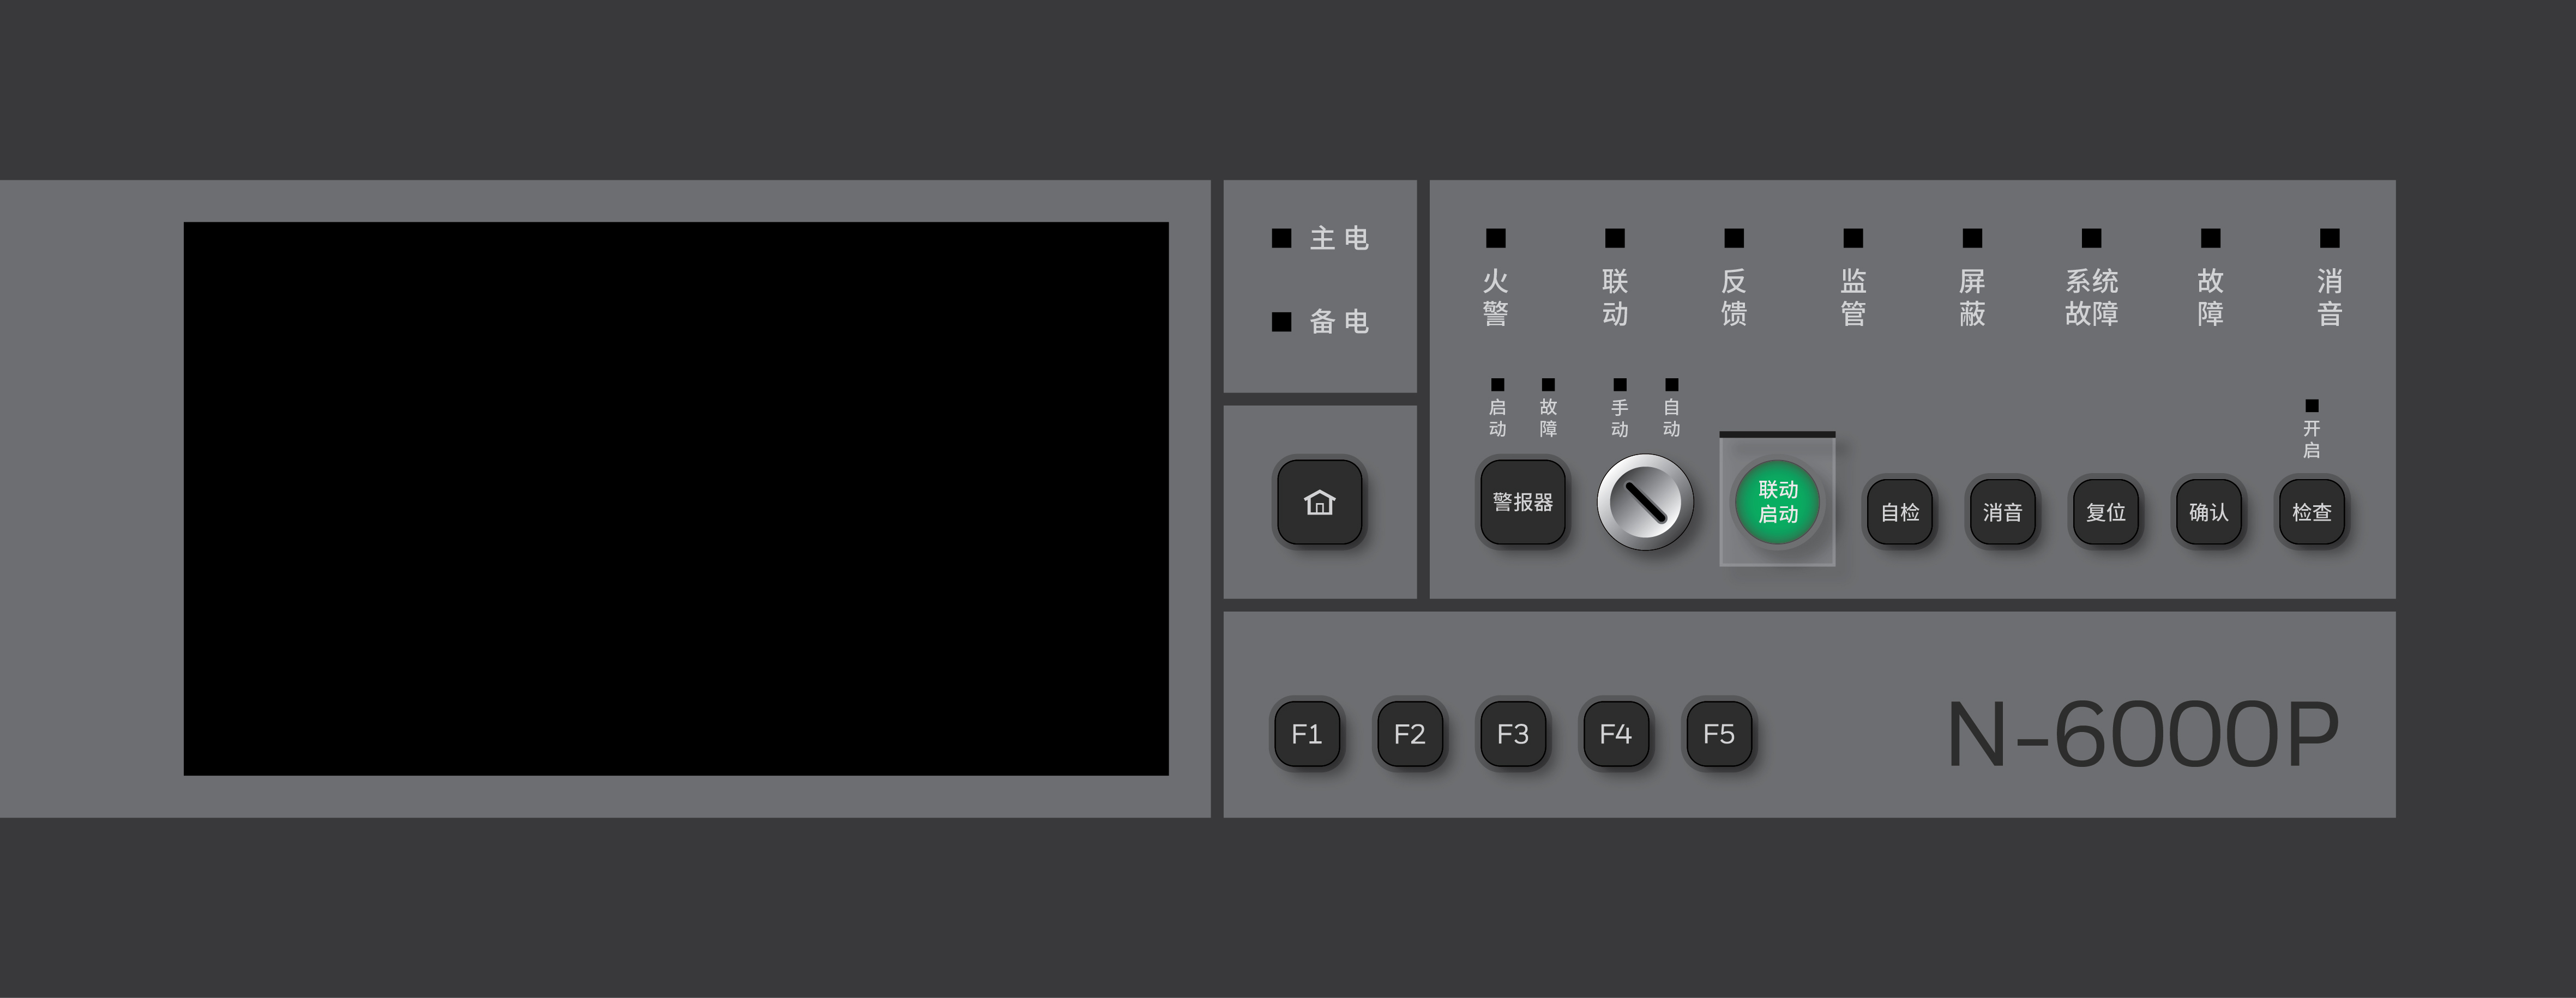 主电
备电
火警
联动
反馈
监管
屏蔽
系统
故障
故障
消音
启动
故障
手动
自动
开启
警报器
联动
启动
自检
消音
复位
确认
检查
F1
F2
F3
F4
F5
N-6000P